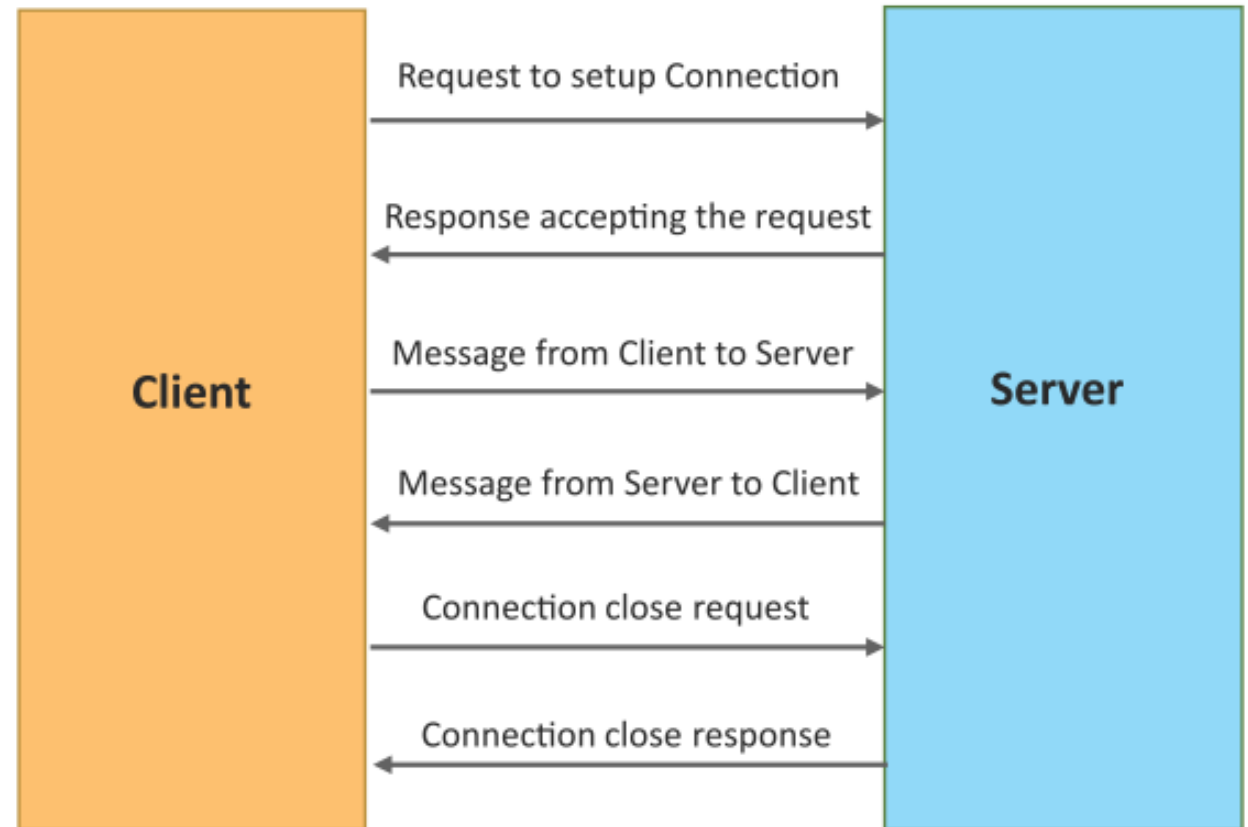 Request to setup Connection
Response accepting the request
Message from Client to Server
Client
Server
Message from Server to Client
Connection close request
Connection close response